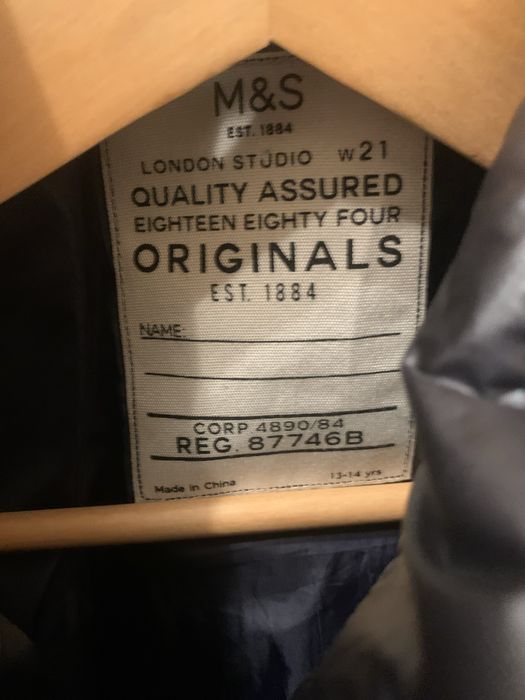 M&S
EST. 1884
LONDON STUDIO W21
QUALITY ASSURED
EIGHTEEN EIGHTY FOUR
ORIGINALS
EST. 1884
NAME:
CORP 4890/84
REG. 87746B
Made in China 13-14 yrs